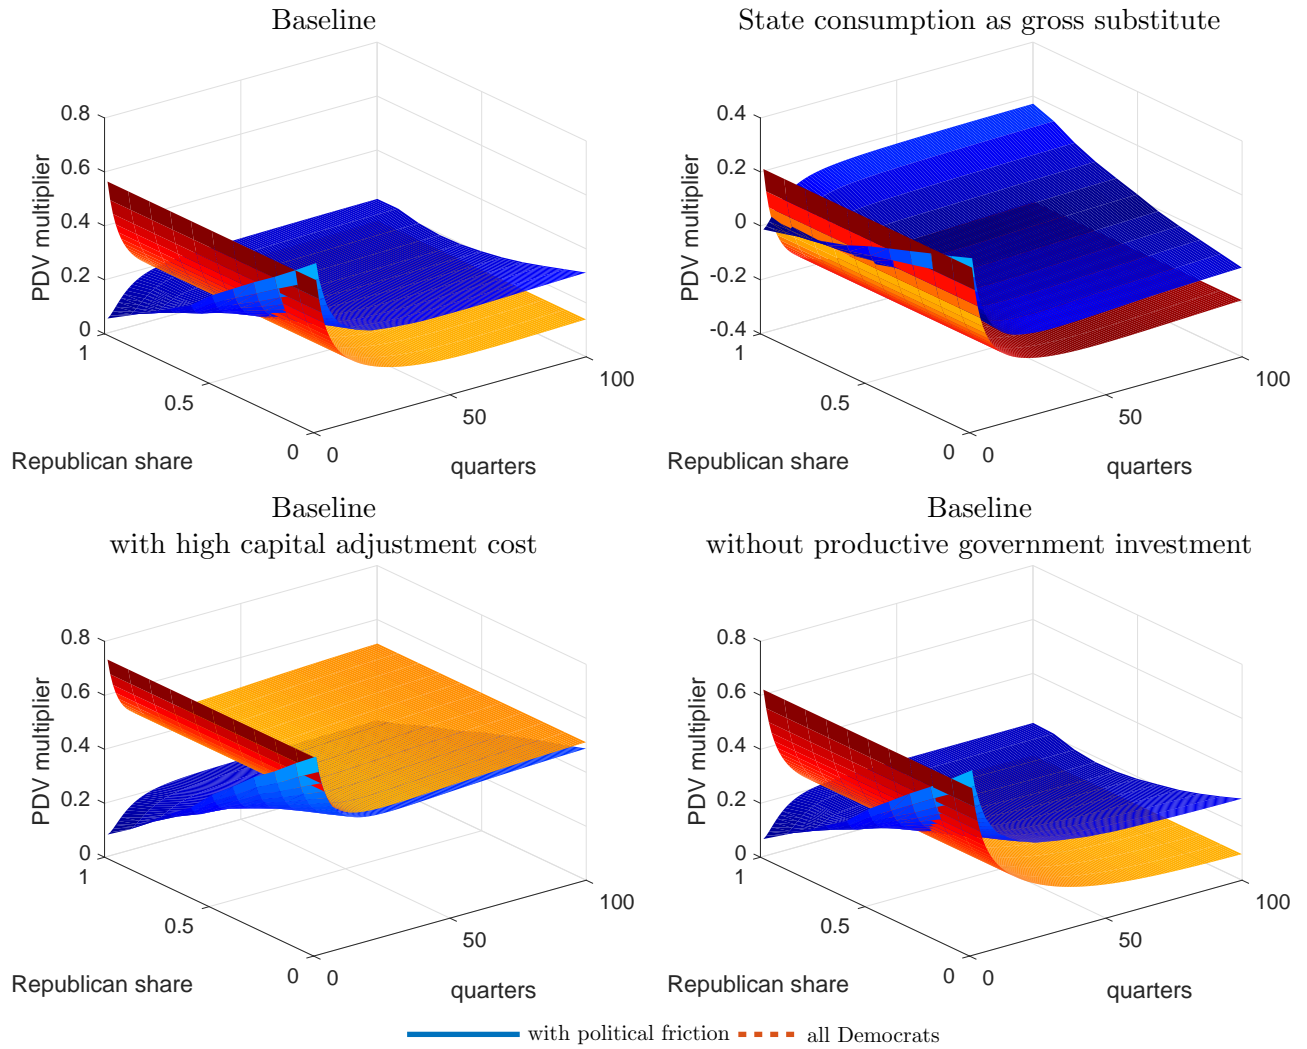 Baseline
0.8
0.6
0.4
0.2
0
PDV multiplier
1
0.5
0
Republican share
0
50
100
quarters
State consumption as gross substitute
0.4
0.2
0
-0.2
-0.4
PDV multiplier
1
0.5
0
Republican share
0
50
100
quarters
Baseline
with high capital adjustment cost
0.8
0.6
0.4
0.2
0
PDV multiplier
1
0.5
0
Republican share
0
50
100
quarters
Baseline
without productive government investment
0.8
0.6
0.4
0.2
0
PDV multiplier
1
0.5
0
Republican share
0
50
100
quarters
with political friction
all Democrats